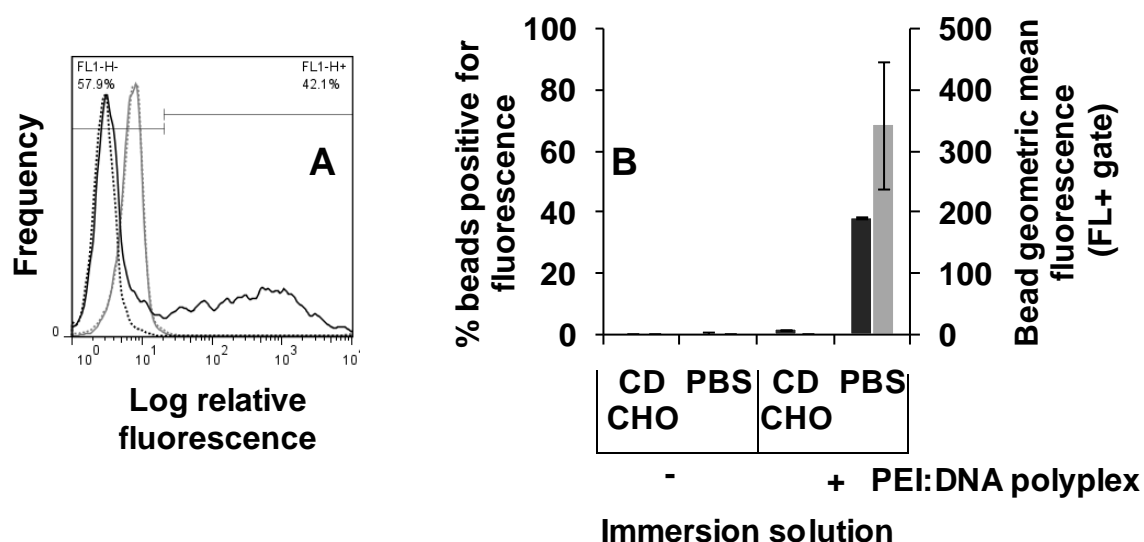 FL1-H-
57.9%
FL1-H+
42.1%
A
Frequency
0
10^0 10^1 10^2 10^3 10
Log relative
fluorescence
% beads positive for
fluorescence
100
80
60
40
20
0
B
500
400
300
200
100
0
Bead geometric mean
fluorescence
(FL+ gate)
CD PBS CD PBS
CHO CHO
- + PEI:DNA polyplex
Immersion solution